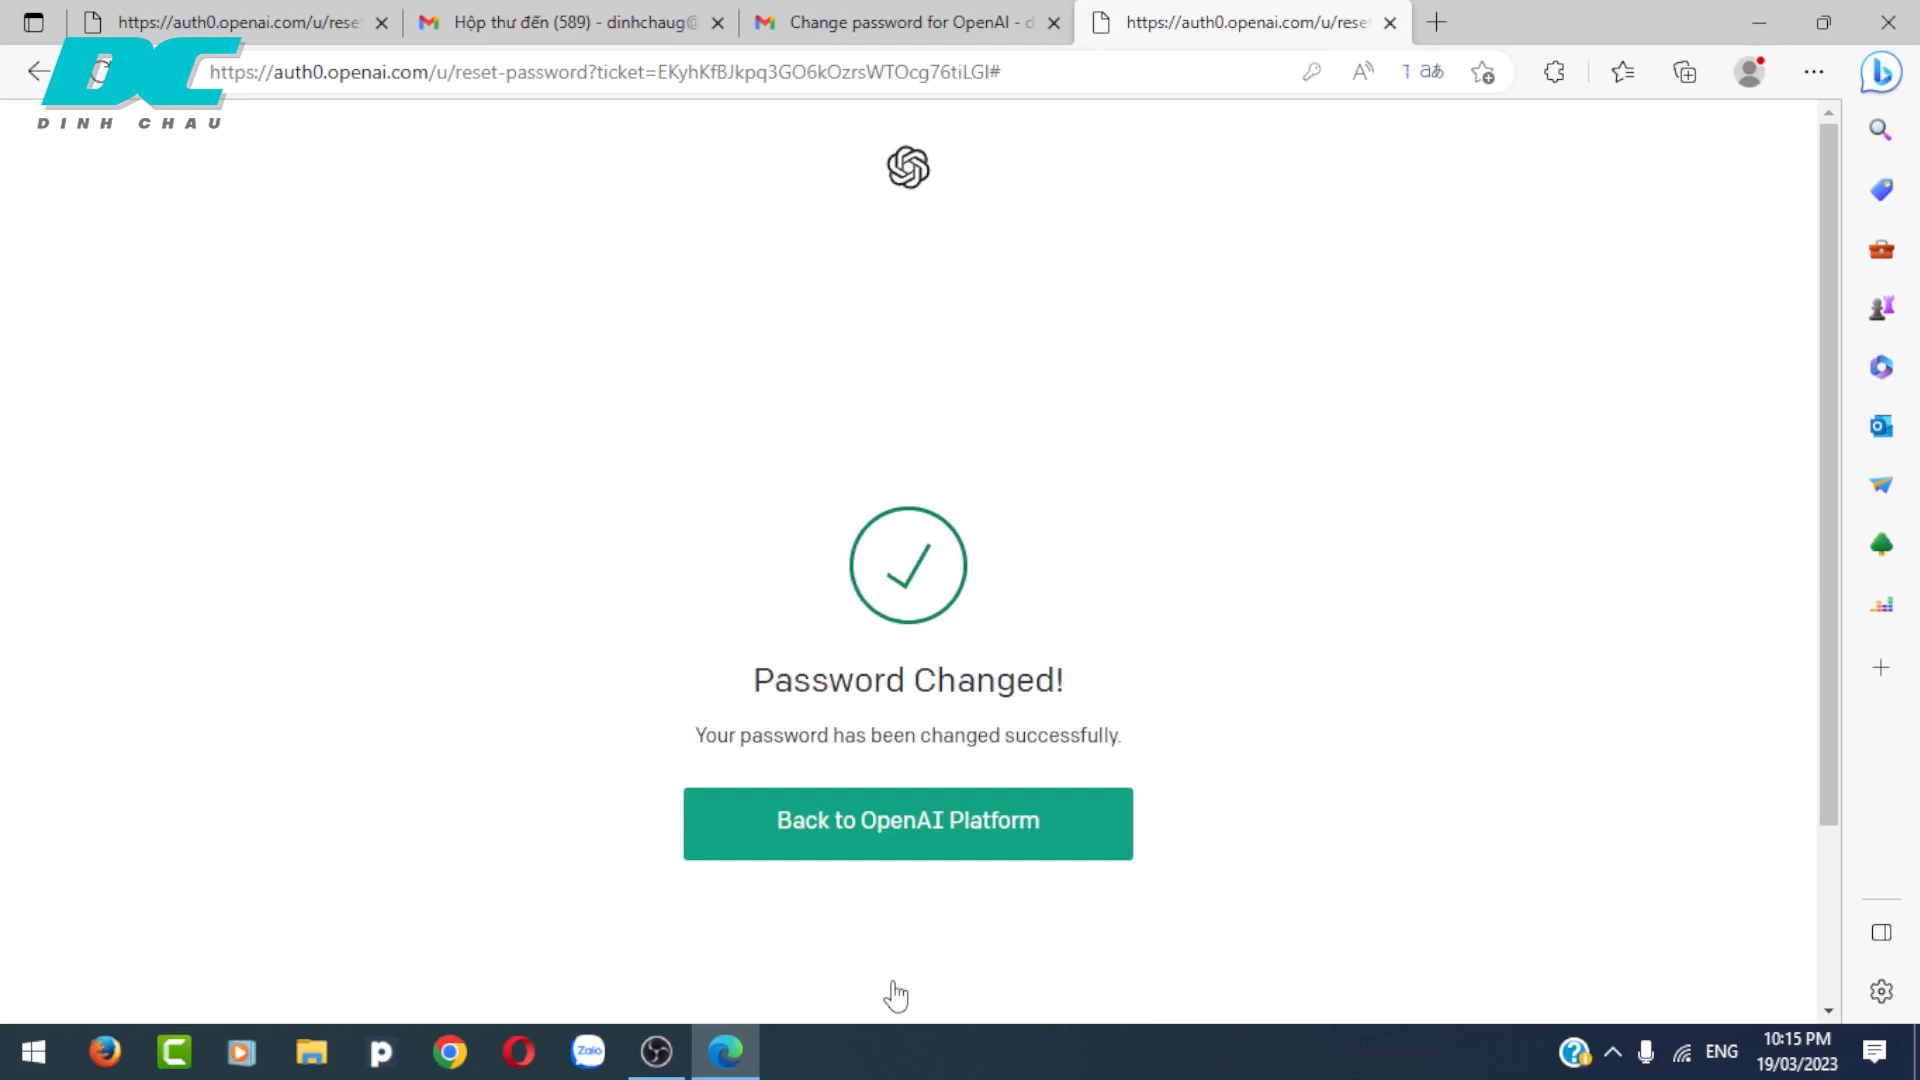 https://auth0.openai.com/u/rese
Hộp thư đến (589) - dinhchaug@
Change password for OpenAI - d
https://auth0.openai.com/u/rese
https://auth0.openai.com/u/reset-password?ticket=EKyhKfBJkpq3GO6kOzrsWTOcg76tiLGI#
DC
DINH CHAU
Password Changed!
Your password has been changed successfully.
Back to OpenAI Platform
Zalo
ENG
10:15 PM
19/03/2023